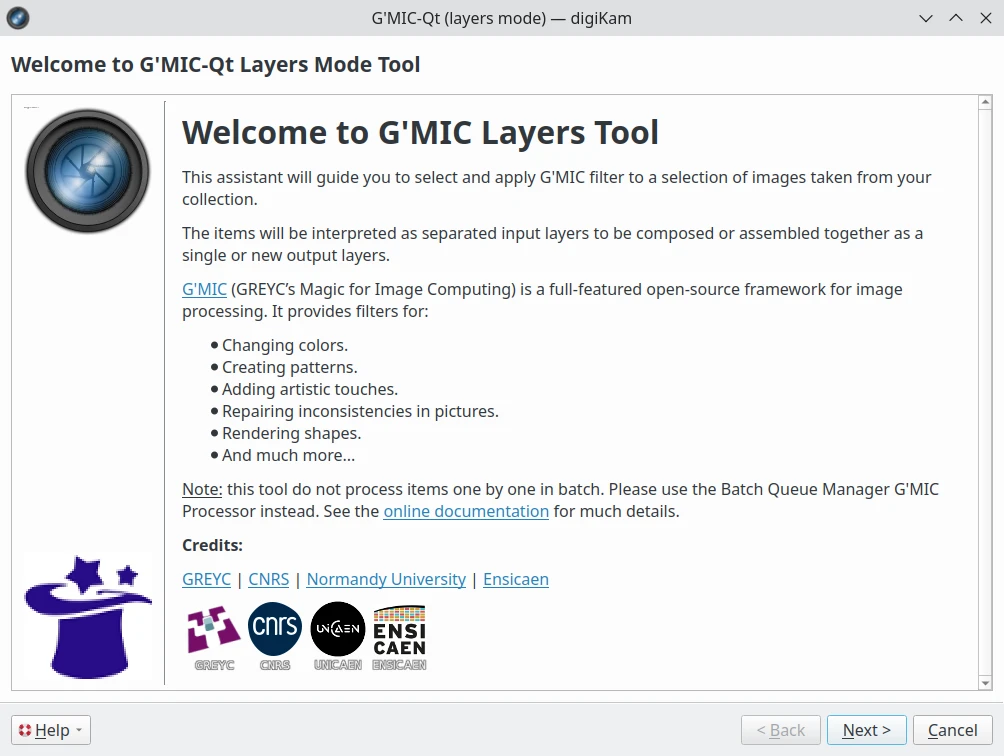 G'MIC-Qt (layers mode) — digiKam
Welcome to G'MIC-Qt Layers Mode Tool
Welcome to G'MIC Layers Tool
This assistant will guide you to select and apply G'MIC filter to a selection of images taken from your
collection.
The items will be interpreted as separated input layers to be composed or assembled together as a
single or new output layers.
G'MIC (GREYC’s Magic for Image Computing) is a full-featured open-source framework for image
processing. It provides filters for:
Changing colors.
Creating patterns.
Adding artistic touches.
Repairing inconsistencies in pictures.
Rendering shapes.
And much more...
Note: this tool do not process items one by one in batch. Please use the Batch Queue Manager G'MIC
Processor instead. See the online documentation for much details.
Credits:
GREYC | CNRS | Normandy University | Ensicaen
cnrs UNICAEN ENSI
CAEN
GREYC CNRS UNICAEN ENSICAEN
Help < Back Next > Cancel